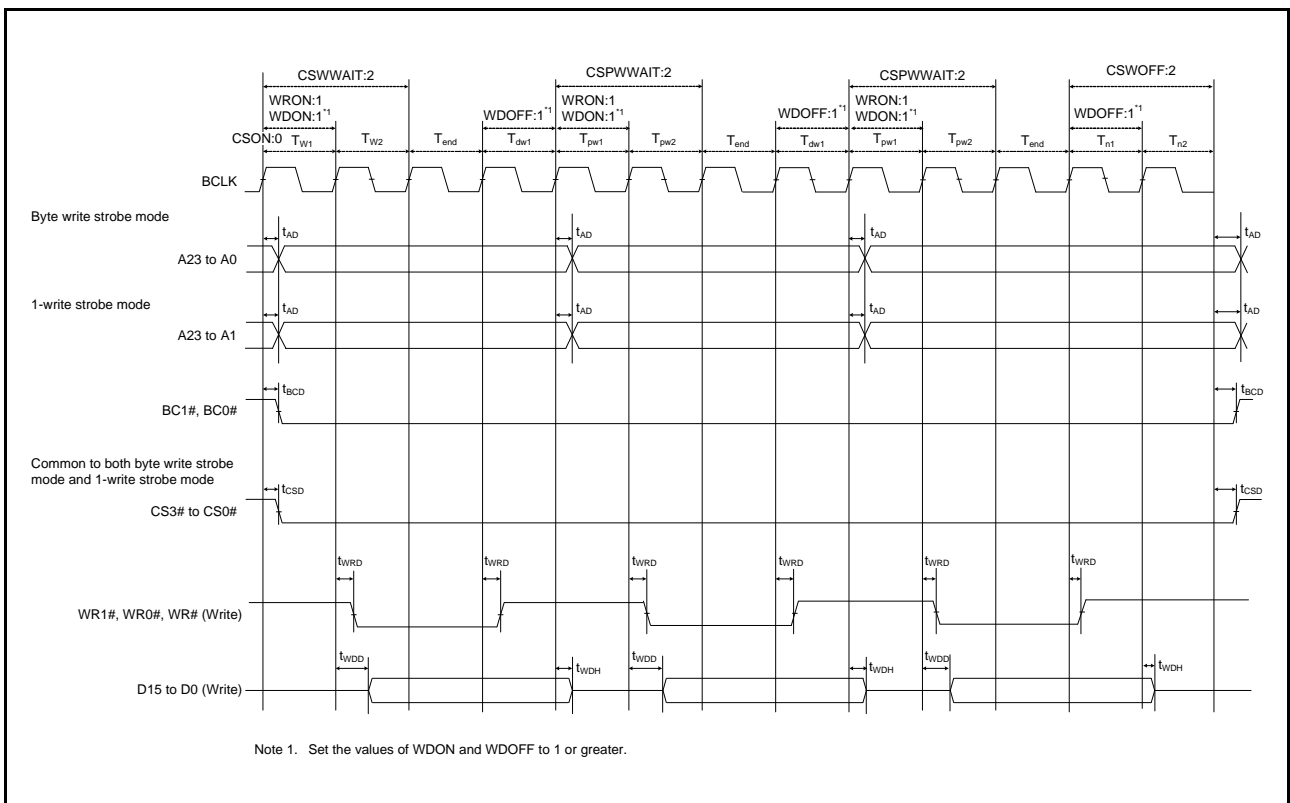 CSWWAIT:2 CSPWWAIT:2 CSPWWAIT:2 CSWOFF:2
WRON:1 WRON:1 WRON:1
WDON:1*1 WDOFF:1*1 WDON:1*1 WDOFF:1*1 WDON:1*1 WDOFF:1*1
CSON:0 TW1 TW2 Tend Tdw1 Tpw1 Tpw2 Tend Tdw1 Tpw1 Tpw2 Tend Tn1 Tn2
BCLK
Byte write strobe mode
tAD tAD tAD tAD
A23 to A0
1-write strobe mode
tAD tAD tAD tAD
A23 to A1
tBCD tBCD
BC1#, BC0#
Common to both byte write strobe
mode and 1-write strobe mode
tCSD tCSD
CS3# to CS0#
tWRD tWRD tWRD tWRD tWRD tWRD
WR1#, WR0#, WR# (Write)
tWDD tWDH tWDD tWDH tWDD tWDH
D15 to D0 (Write)
Note 1. Set the values of WDON and WDOFF to 1 or greater.